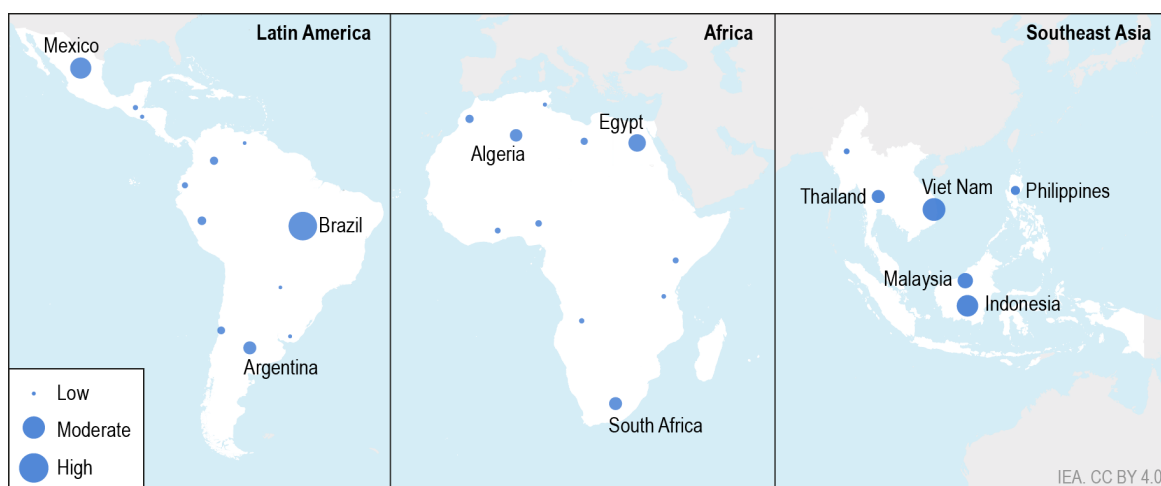 Latin America
Mexico
Brazil
Argentina
Low
Moderate
High
Africa
Egypt
Algeria
South Africa
Southeast Asia
Thailand
Viet Nam
Philippines
Malaysia
Indonesia
IEA. CC BY 4.0